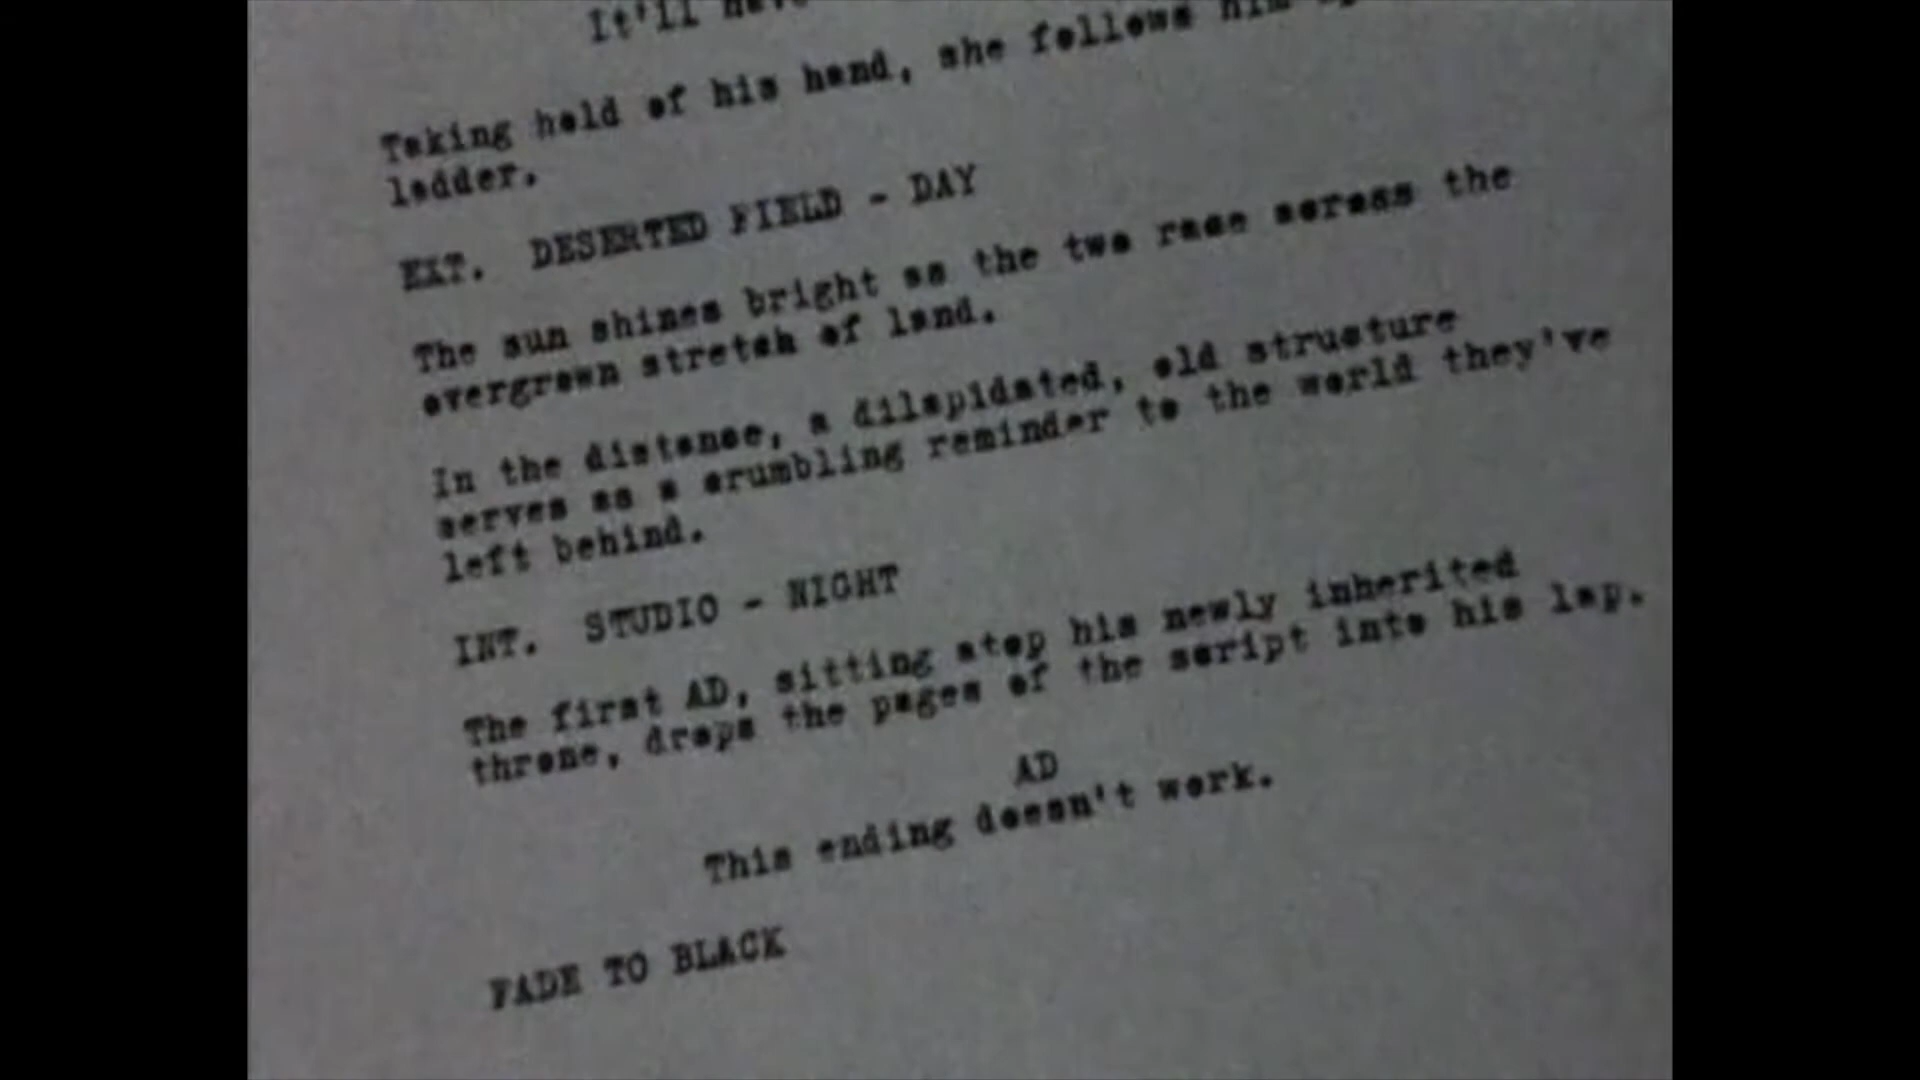 It'll
Taking hold of his hand, she follows him
ladder.
EXT.  DESERTED FIELD - DAY
The sun shines bright as the two race across the
overgrown stretch of land.
In the distance, a dilapidated, old structure
serves as a crumbling reminder to the world they've
left behind.
INT.  STUDIO - NIGHT
The first AD, sitting atop his newly inherited
throne, drops the pages of the script into his lap.
AD
This ending doesn't work.
FADE TO BLACK